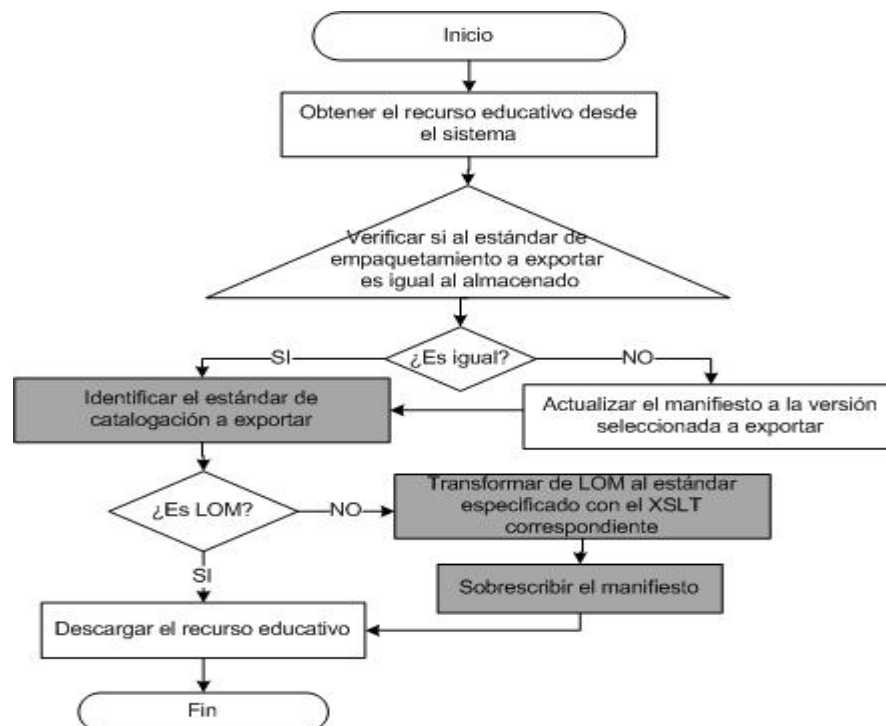 Inicio
Obtener el recurso educativo desde
el sistema
Verificar si al estándar de
empaquetamiento a exportar
es igual al almacenado
¿Es igual?
SI
NO
Identificar el estándar de
catalogación a exportar
Actualizar el manifiesto a la versión
seleccionada a exportar
¿Es LOM?
NO
Transformar de LOM al estándar
especificado con el XSLT
correspondiente
SI
Sobrescribir el manifiesto
Descargar el recurso educativo
Fin